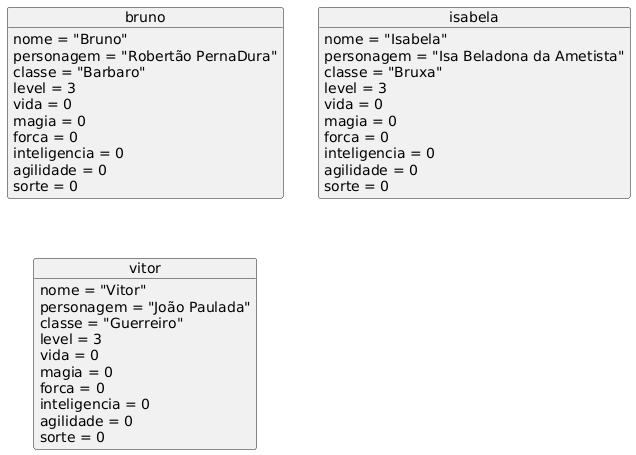 bruno
nome = "Bruno"
personagem = "Robertão PernaDura"
classe = "Barbaro"
level = 3
vida = 0
magia = 0
forca = 0
inteligencia = 0
agilidade = 0
sorte = 0
isabela
nome = "Isabela"
personagem = "Isa Beladona da Ametista"
classe = "Bruxa"
level = 3
vida = 0
magia = 0
forca = 0
inteligencia = 0
agilidade = 0
sorte = 0
vitor
nome = "Vitor"
personagem = "João Paulada"
classe = "Guerreiro"
level = 3
vida = 0
magia = 0
forca = 0
inteligencia = 0
agilidade = 0
sorte = 0